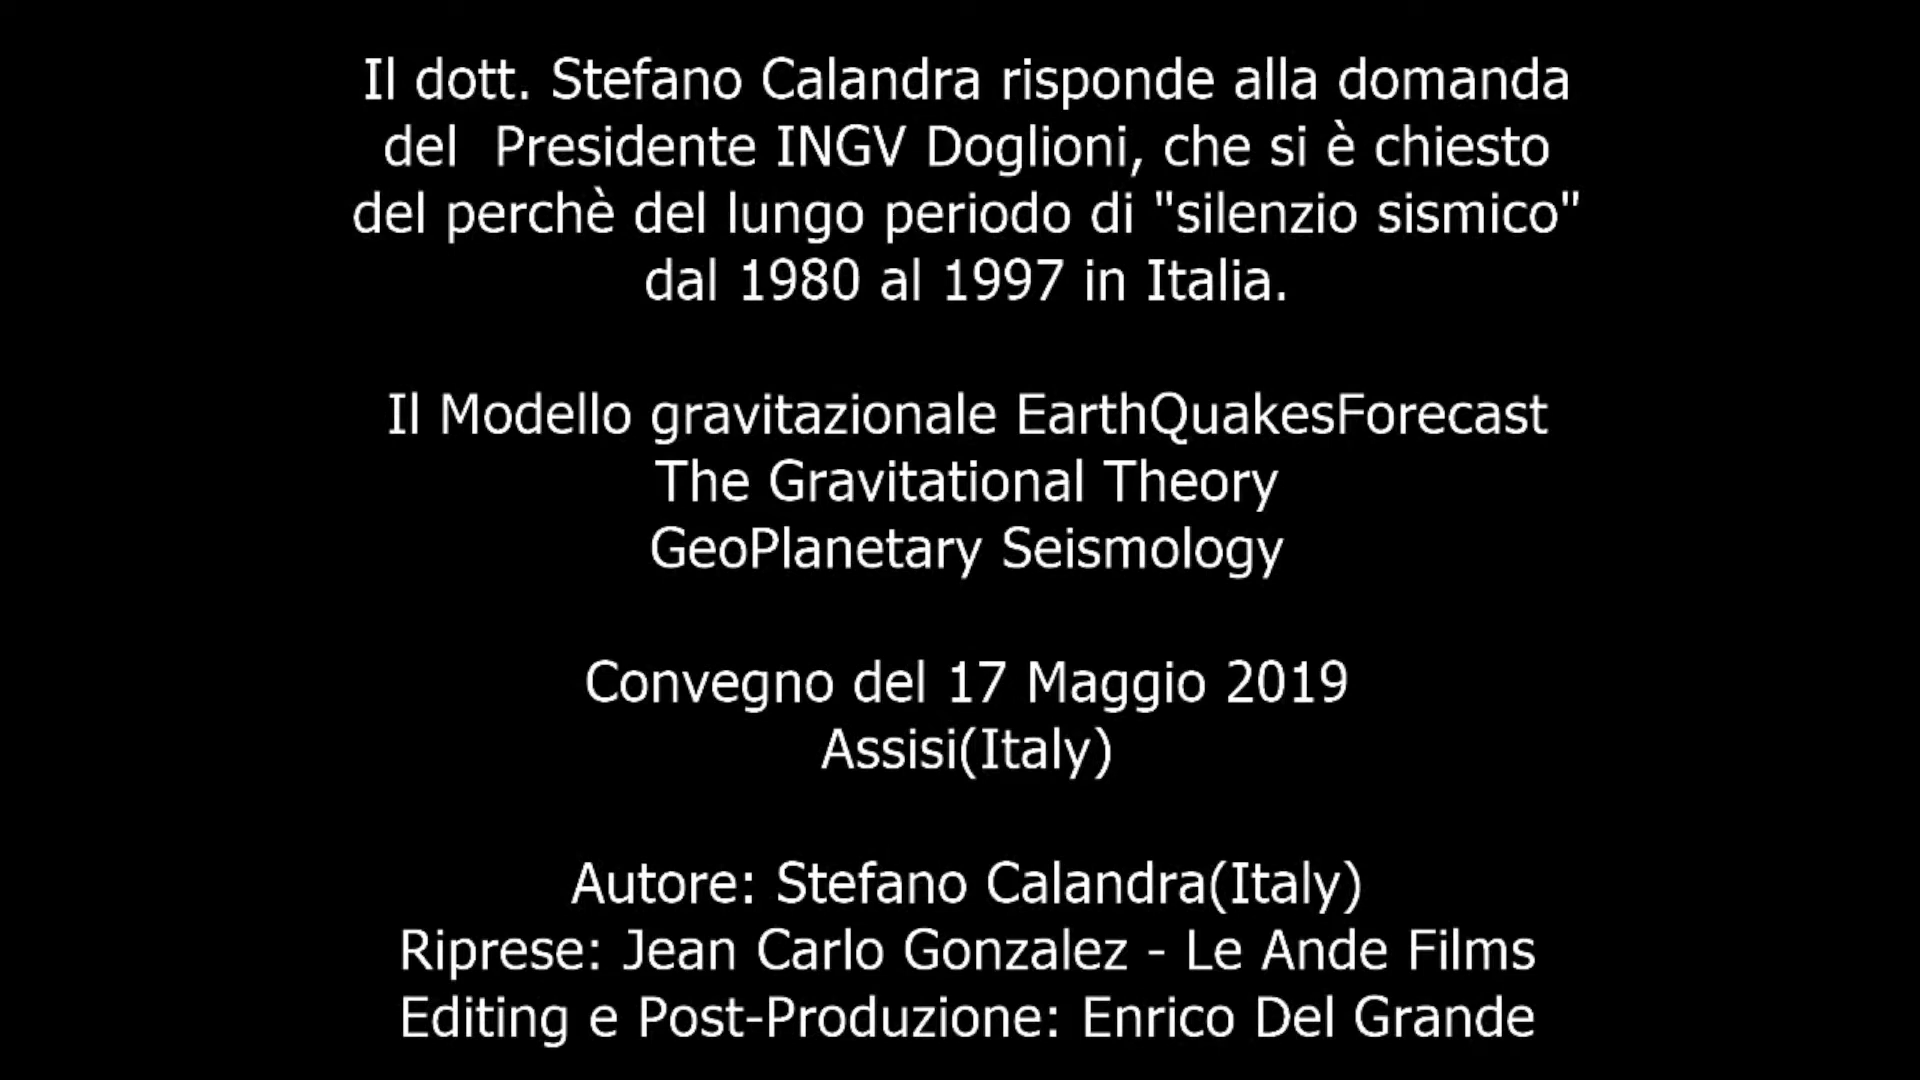 Il dott. Stefano Calandra risponde alla domanda
del  Presidente INGV Doglioni, che si è chiesto
del perchè del lungo periodo di "silenzio sismico"
dal 1980 al 1997 in Italia.
Il Modello gravitazionale EarthQuakesForecast
The Gravitational Theory
GeoPlanetary Seismology
Convegno del 17 Maggio 2019
Assisi(Italy)
Autore: Stefano Calandra(Italy)
Riprese: Jean Carlo Gonzalez - Le Ande Films
Editing e Post-Produzione: Enrico Del Grande